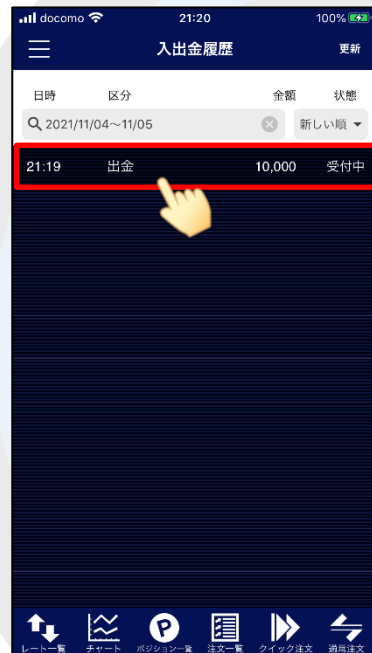 docomo 21:20 100%
入出金履歴 更新
日時 区分 金額 状態
2021/11/04～11/05 新しい順
21:19 出金 10,000 受付中
レート一覧 チャート ポジション一覧 注文一覧 クイック注文 通常注文
P